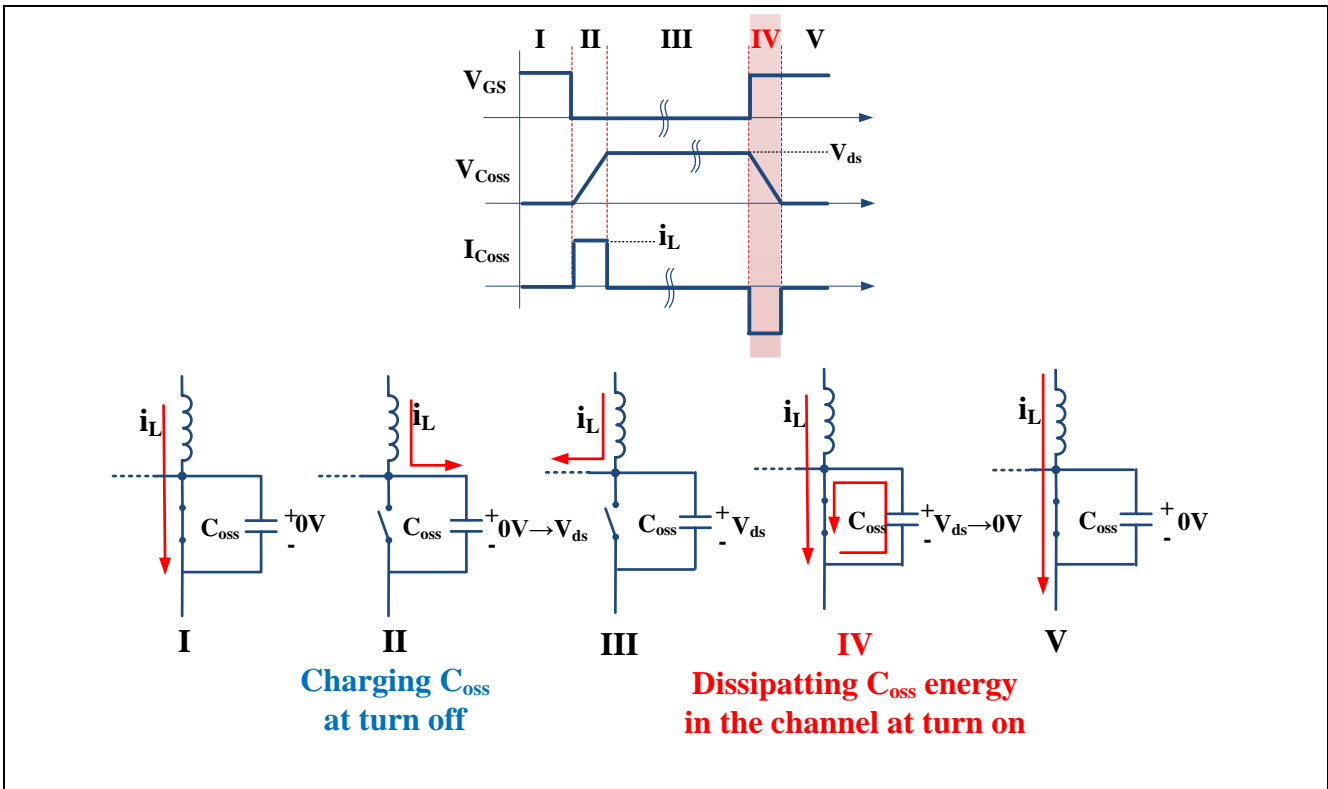 I II III IV V
VGS
Vds
VCoss
iL
ICoss
iL iL iL iL iL
Coss + 0V -
Coss + 0V→Vds -
Coss + Vds -
Coss + Vds→0V -
Coss + 0V -
I II III IV V
Charging Coss
at turn off
Dissipatting Coss energy
in the channel at turn on